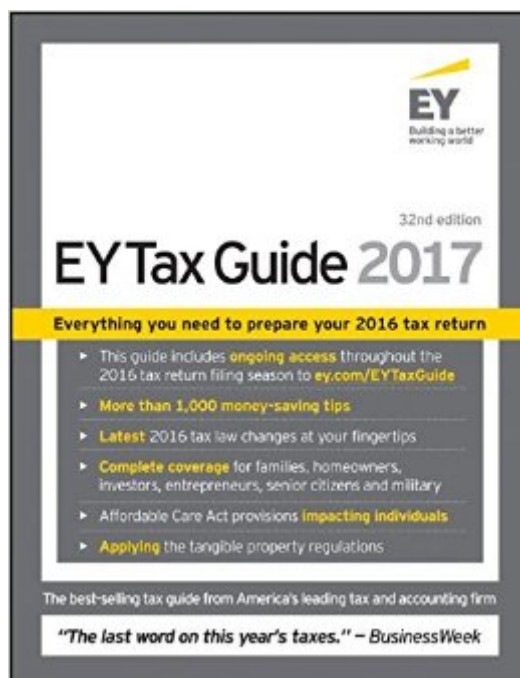 EY
Building a better
working world
32nd edition
EY Tax Guide 2017
Everything you need to prepare your 2016 tax return
▶ This guide includes ongoing access throughout the
2016 tax return filing season to ey.com/EYTaxGuide
▶ More than 1,000 money-saving tips
▶ Latest 2016 tax law changes at your fingertips
▶ Complete coverage for families, homeowners,
investors, entrepreneurs, senior citizens and military
▶ Affordable Care Act provisions impacting individuals
▶ Applying the tangible property regulations
The best-selling tax guide from America's leading tax and accounting firm
"The last word on this year's taxes." – BusinessWeek